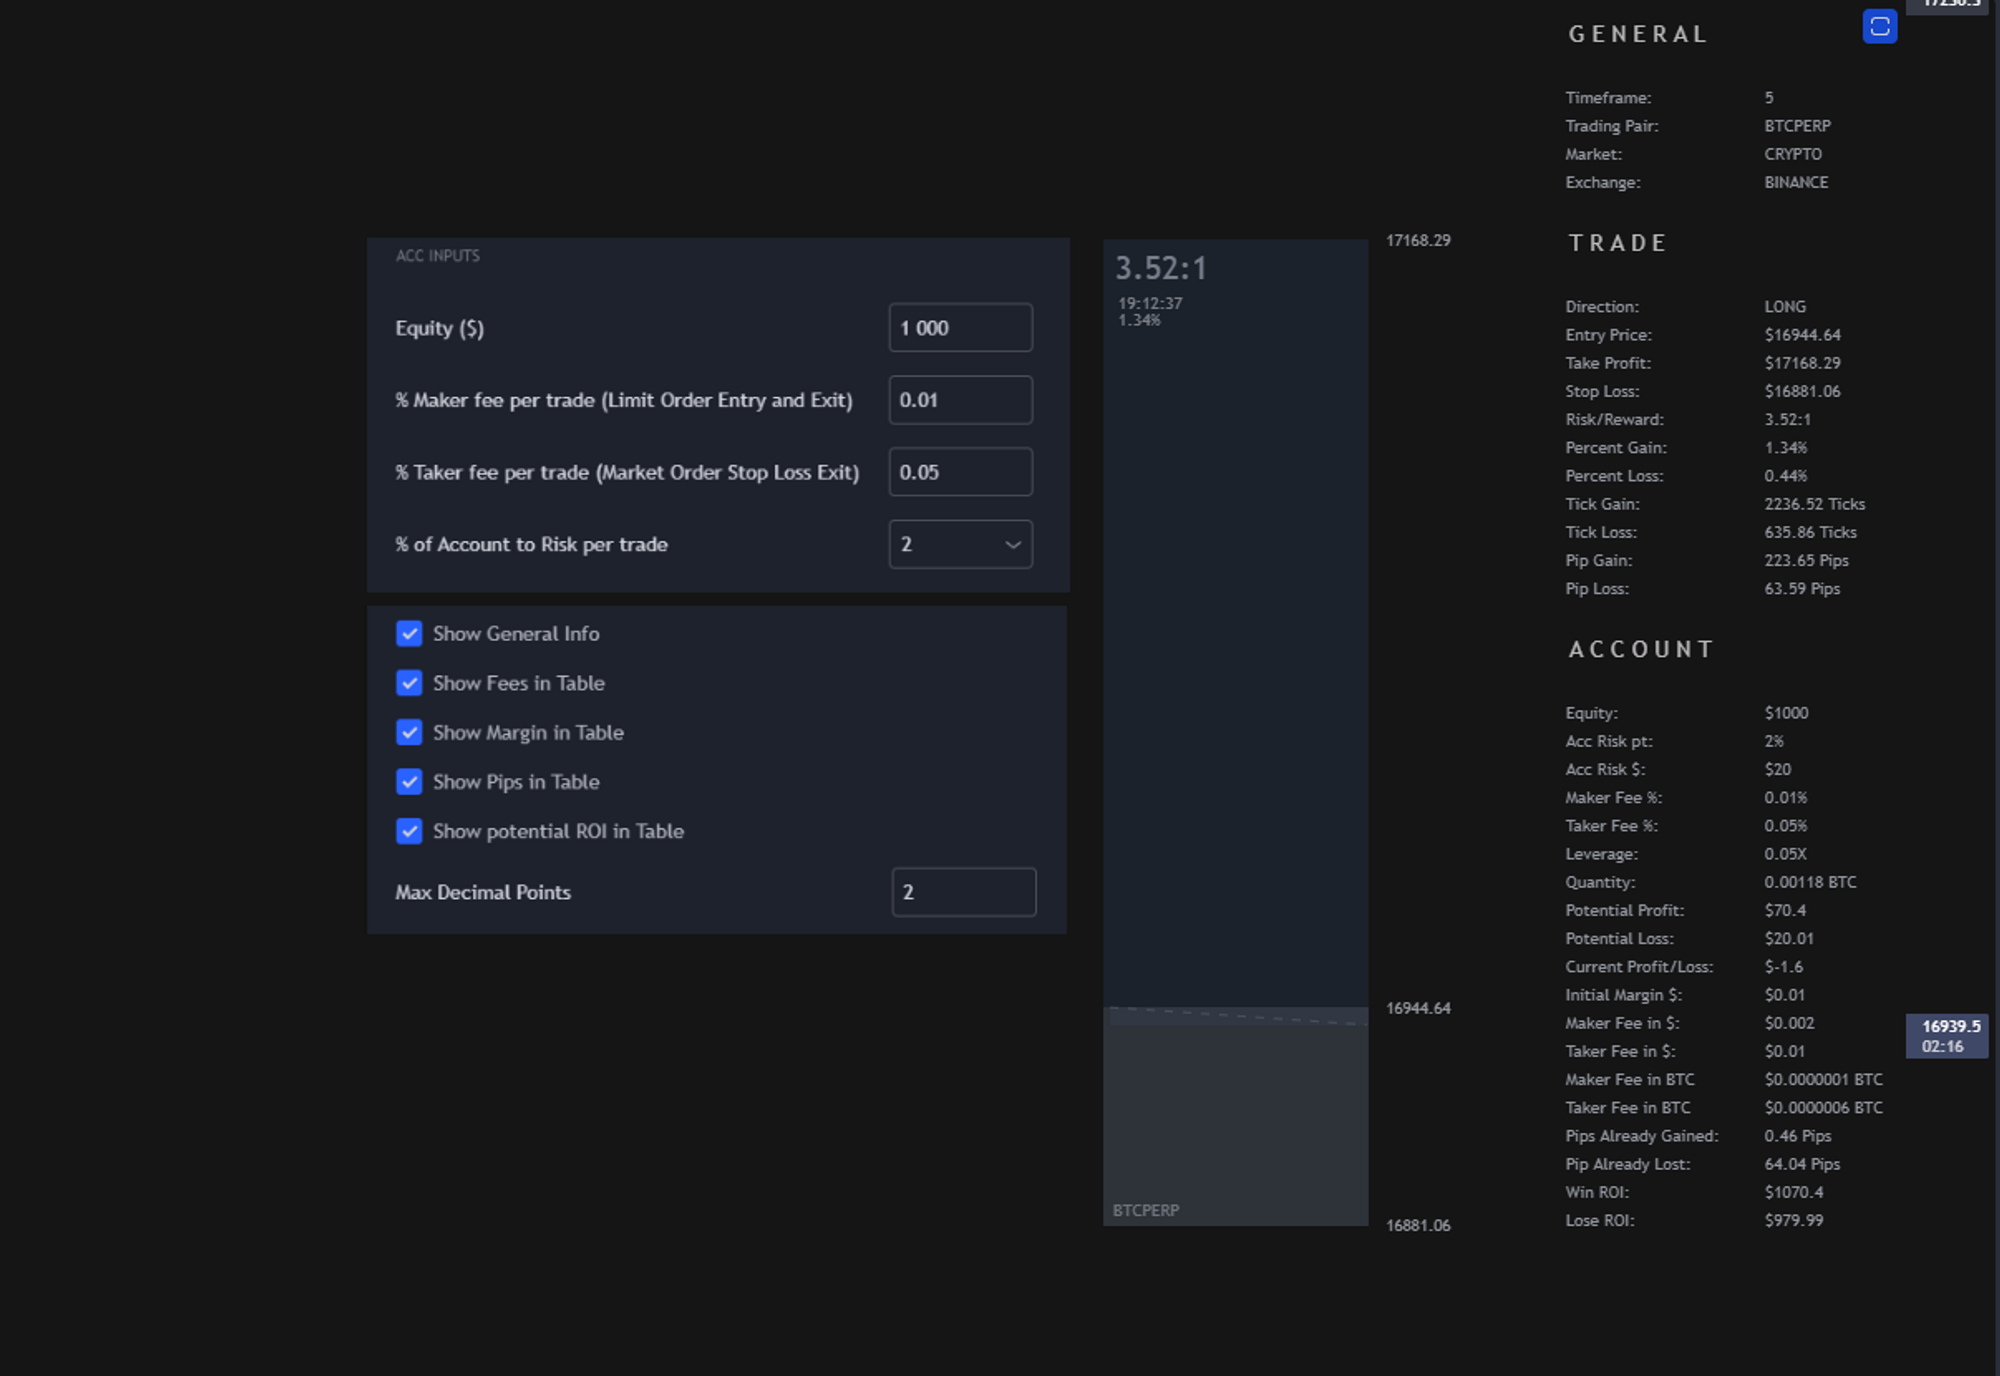 GENERAL
Timeframe: 5
Trading Pair: BTCPERP
Market: CRYPTO
Exchange: BINANCE
ACC INPUTS
Equity ($) 1 000
% Maker fee per trade (Limit Order Entry and Exit) 0.01
% Taker fee per trade (Market Order Stop Loss Exit) 0.05
% of Account to Risk per trade 2
Show General Info
Show Fees in Table
Show Margin in Table
Show Pips in Table
Show potential ROI in Table
Max Decimal Points 2
3.52:1
19:12:37
1.34%
BTCPERP
17168.29
16944.64
16881.06
TRADE
Direction: LONG
Entry Price: $16944.64
Take Profit: $17168.29
Stop Loss: $16881.06
Risk/Reward: 3.52:1
Percent Gain: 1.34%
Percent Loss: 0.44%
Tick Gain: 2236.52 Ticks
Tick Loss: 635.86 Ticks
Pip Gain: 223.65 Pips
Pip Loss: 63.59 Pips
ACCOUNT
Equity: $1000
Acc Risk pt: 2%
Acc Risk $: $20
Maker Fee %: 0.01%
Taker Fee %: 0.05%
Leverage: 0.05X
Quantity: 0.00118 BTC
Potential Profit: $70.4
Potential Loss: $20.01
Current Profit/Loss: $-1.6
Initial Margin $: $0.01
Maker Fee in $: $0.002
Taker Fee in $: $0.01
Maker Fee in BTC $0.0000001 BTC
Taker Fee in BTC $0.0000006 BTC
Pips Already Gained: 0.46 Pips
Pip Already Lost: 64.04 Pips
Win ROI: $1070.4
Lose ROI: $979.99
16939.5
02:16